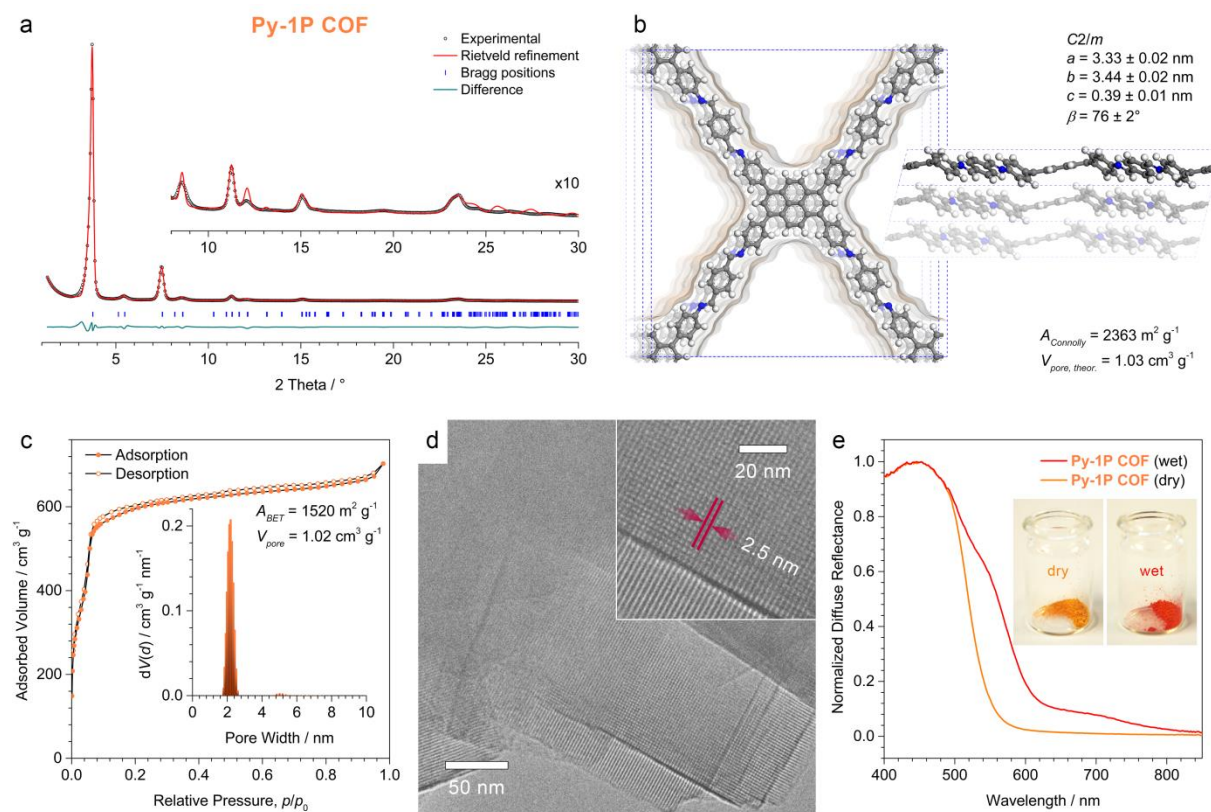 a
Py-1P COF
Experimental
Rietveld refinement
Bragg positions
Difference
x10
10 15 20 25 30
5 10 15 20 25 30
2 Theta / °
b
C2/m
a = 3.33 ± 0.02 nm
b = 3.44 ± 0.02 nm
c = 0.39 ± 0.01 nm
β = 76 ± 2°
A_Connolly = 2363 m² g⁻¹
V_pore, theor. = 1.03 cm³ g⁻¹
c
Adsorption
Desorption
A_BET = 1520 m² g⁻¹
V_pore = 1.02 cm³ g⁻¹
600
400
200
0
Adsorbed Volume / cm³ g⁻¹
0.2
0.1
0.0
dV(d) / cm³ g⁻¹ nm⁻¹
0 2 4 6 8 10
Pore Width / nm
0.0 0.2 0.4 0.6 0.8 1.0
Relative Pressure, p/p₀
d
20 nm
2.5 nm
50 nm
e
Py-1P COF (wet)
Py-1P COF (dry)
dry
wet
1.0
0.8
0.6
0.4
0.2
0.0
Normalized Diffuse Reflectance
400 500 600 700 800
Wavelength / nm